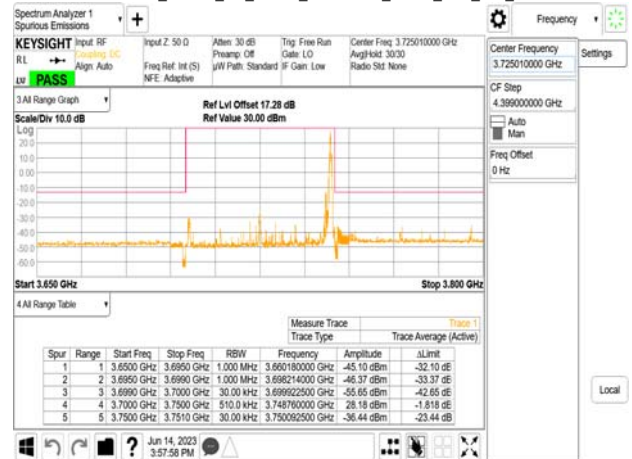 Spectrum Analyzer 1
Spurious Emissions
Frequency
KEYSIGHT
RL
PASS
Input: RF
Coupling: DC
Align: Auto
Input Z: 50 Ω
Freq Ref: Int (S)
NFE: Adaptive
Atten: 30 dB
Preamp: Off
µW Path: Standard
Trig: Free Run
Gate: LO
IF Gain: Low
Center Freq: 3.725010000 GHz
Avg|Hold: 30/30
Radio Std: None
Center Frequency
3.725010000 GHz
Settings
CF Step
4.399000000 GHz
Auto
Man
Freq Offset
0 Hz
3 All Range Graph
Scale/Div 10.0 dB
Ref Lvl Offset 17.28 dB
Ref Value 30.00 dBm
Log
20.0
10.0
0.00
-10.0
-20.0
-30.0
-40.0
-50.0
-60.0
Start 3.650 GHz
Stop 3.800 GHz
4 All Range Table
Measure Trace Trace 1
Trace Type Trace Average (Active)
Spur Range Start Freq Stop Freq RBW Frequency Amplitude ΔLimit
1 1 3.6500 GHz 3.6950 GHz 1.000 MHz 3.660180000 GHz -45.10 dBm -32.10 dB
2 2 3.6950 GHz 3.6990 GHz 1.000 MHz 3.698214000 GHz -46.37 dBm -33.37 dB
3 3 3.6990 GHz 3.7000 GHz 30.00 kHz 3.699922500 GHz -55.65 dBm -42.65 dB
4 4 3.7000 GHz 3.7500 GHz 510.0 kHz 3.748760000 GHz 28.18 dBm -1.818 dB
5 5 3.7500 GHz 3.7510 GHz 30.00 kHz 3.750092500 GHz -36.44 dBm -23.44 dB
Local
Jun 14, 2023
3:57:58 PM